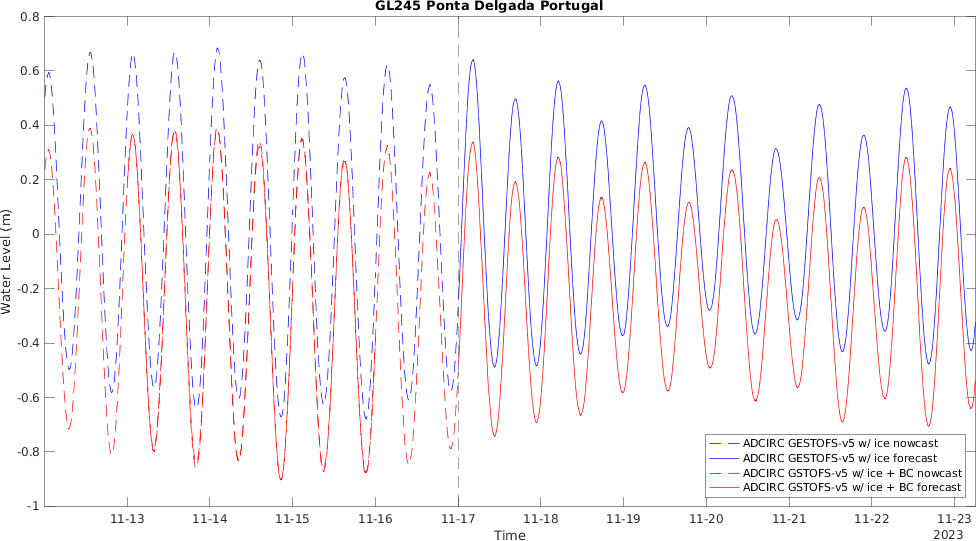 GL245 Ponta Delgada Portugal
0.8
0.6
0.4
0.2
0
-0.2
-0.4
-0.6
-0.8
-1
Water Level (m)
ADCIRC GESTOFS-v5 w/ ice nowcast
ADCIRC GESTOFS-v5 w/ ice forecast
ADCIRC GSTOFS-v5 w/ ice + BC nowcast
ADCIRC GSTOFS-v5 w/ ice + BC forecast
11-13 11-14 11-15 11-16 11-17 11-18 11-19 11-20 11-21 11-22 11-23
Time
2023